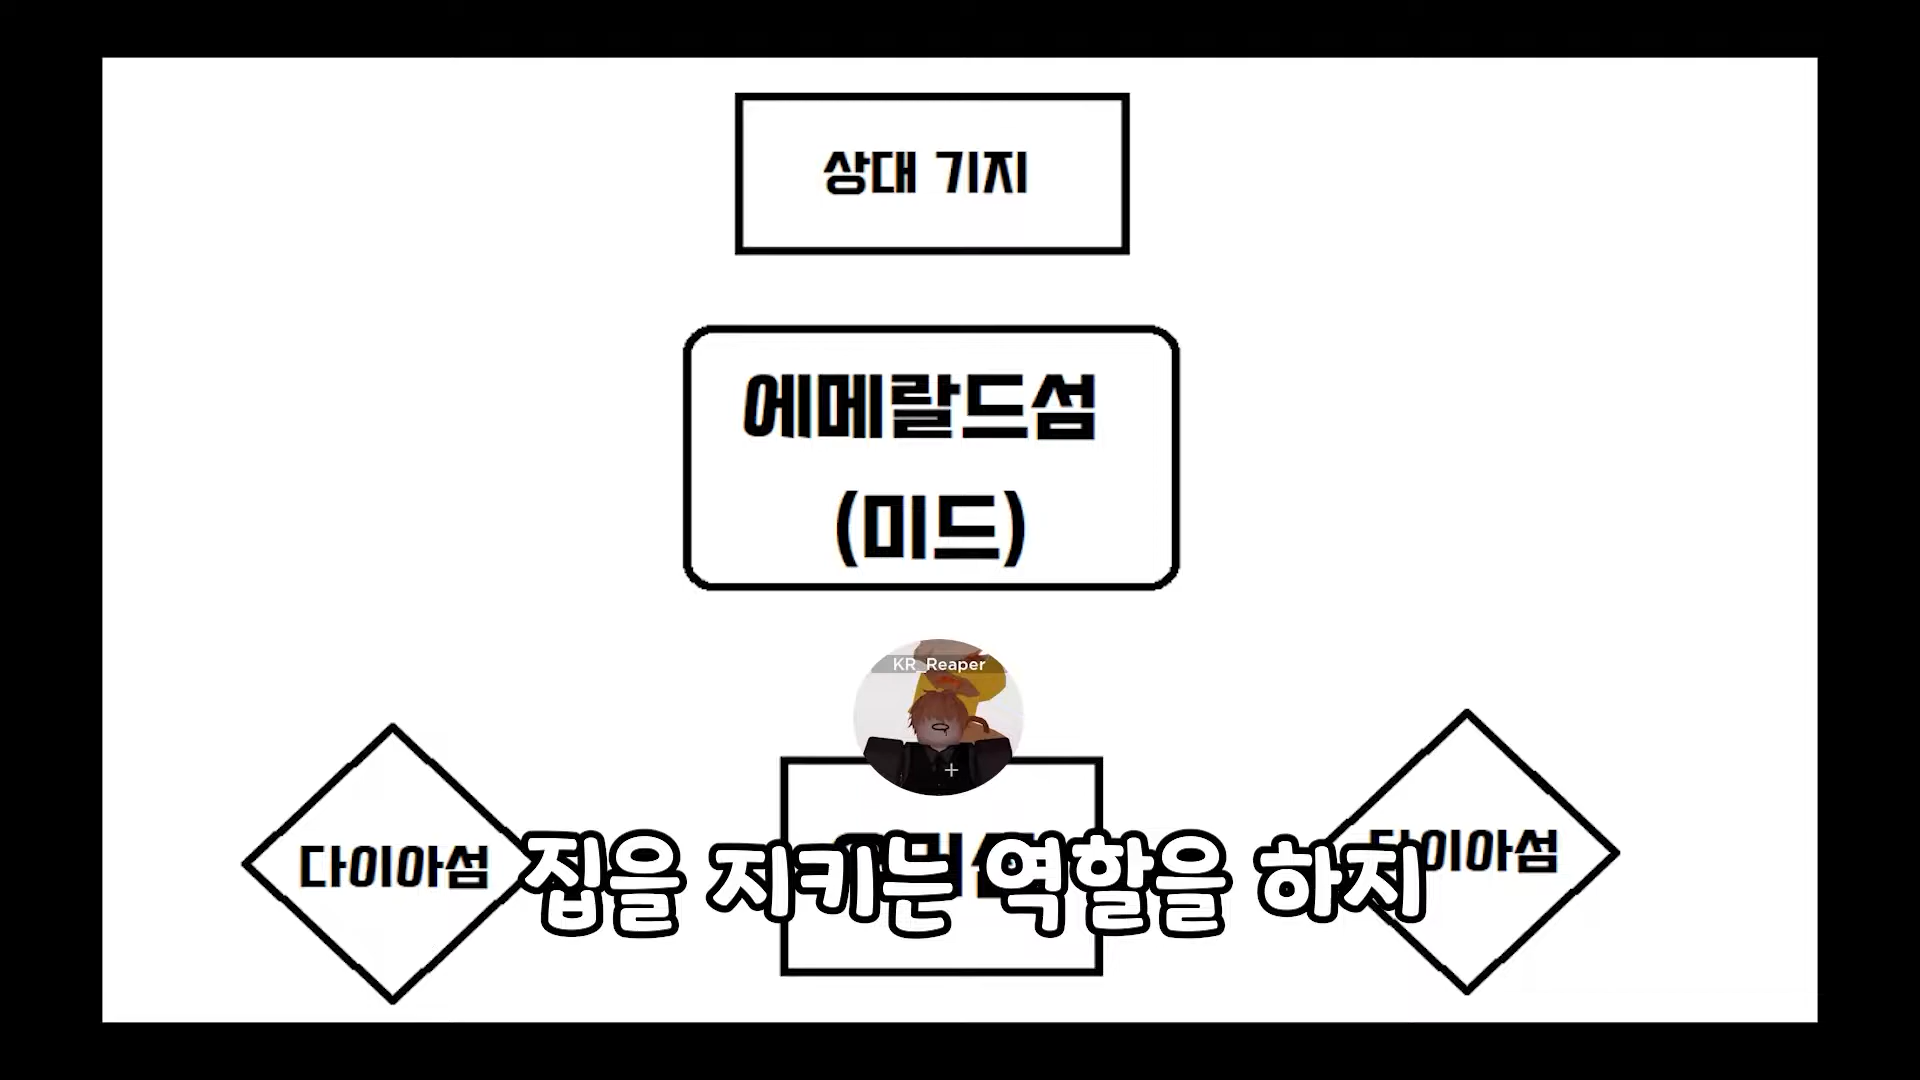 상대 기지
에메랄드섬
(미드)
KR_Reaper
다이아섬
다이아섬
집을 지키는 역할을 하지